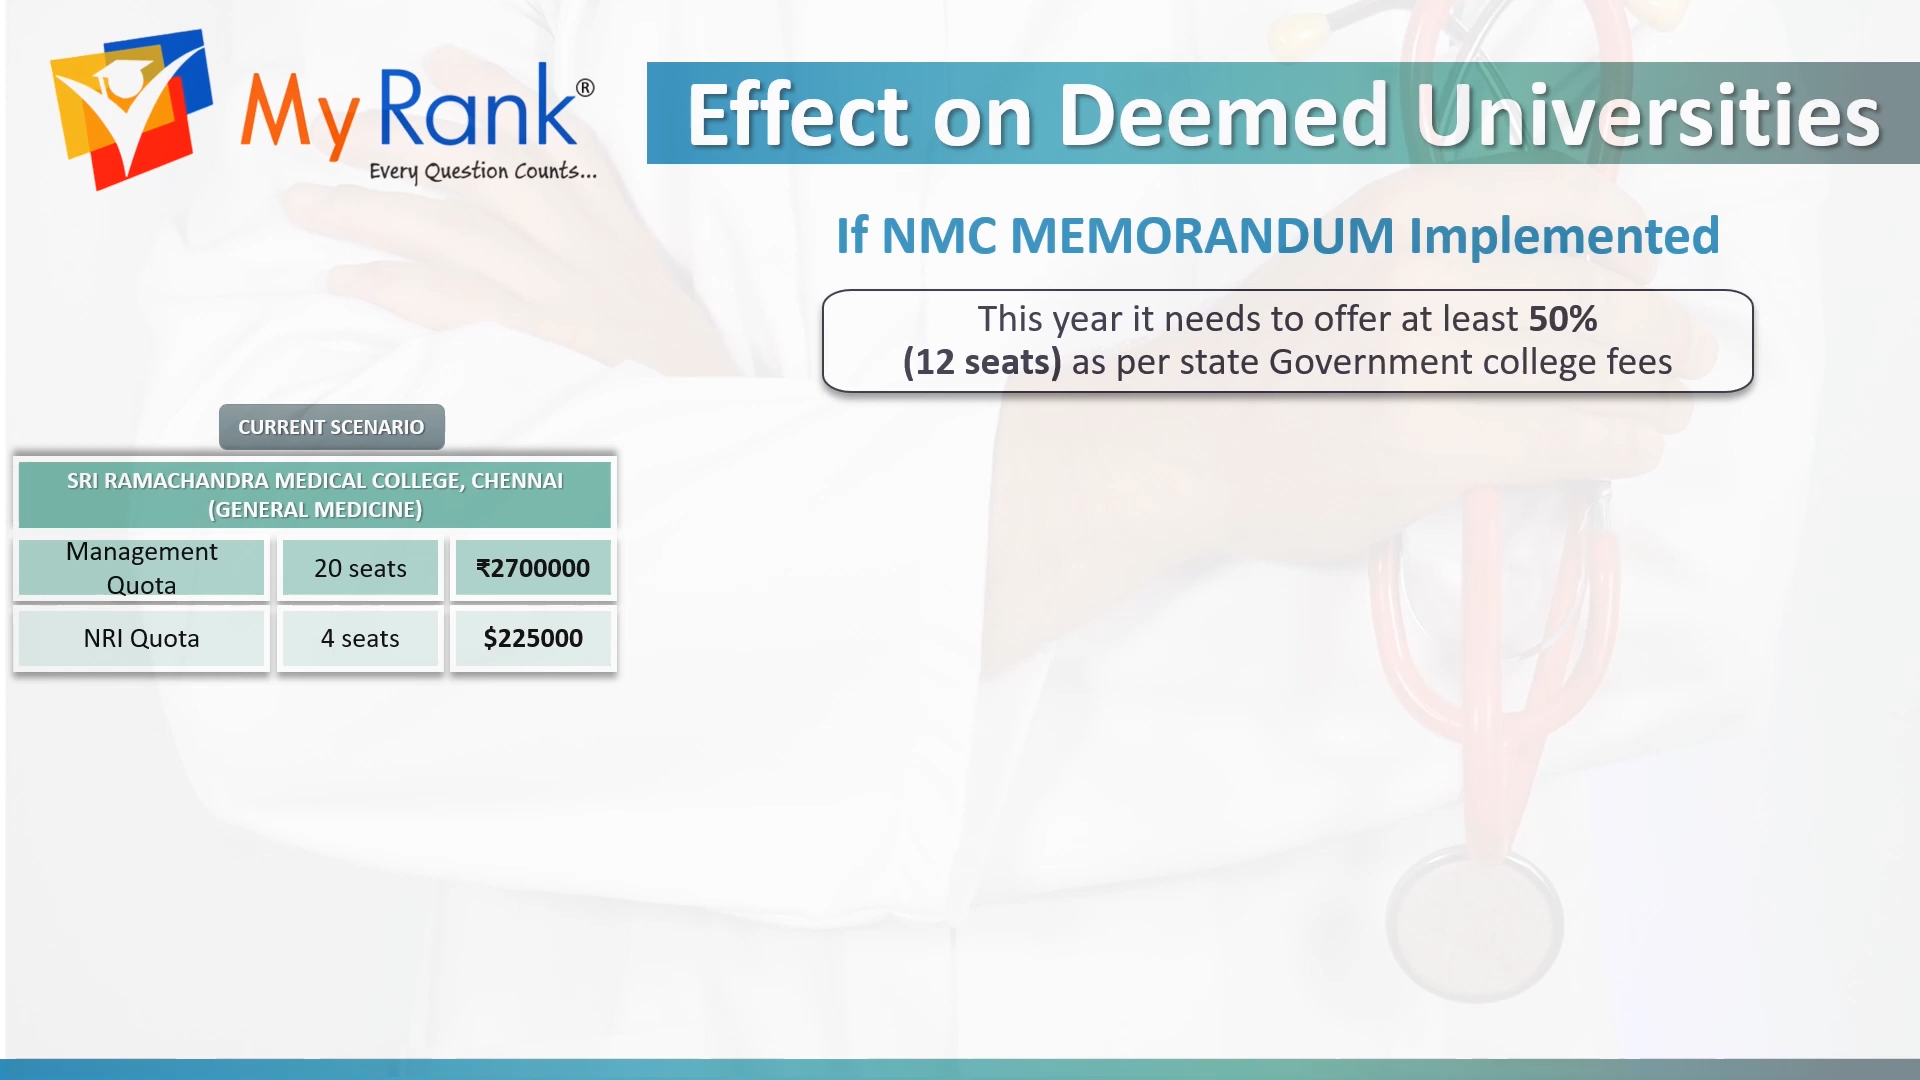 My Rank®
Every Question Counts...
Effect on Deemed Universities
If NMC MEMORANDUM Implemented
This year it needs to offer at least 50%
(12 seats) as per state Government college fees
CURRENT SCENARIO
SRI RAMACHANDRA MEDICAL COLLEGE, CHENNAI
(GENERAL MEDICINE)
Management
Quota
20 seats
₹2700000
NRI Quota
4 seats
$225000